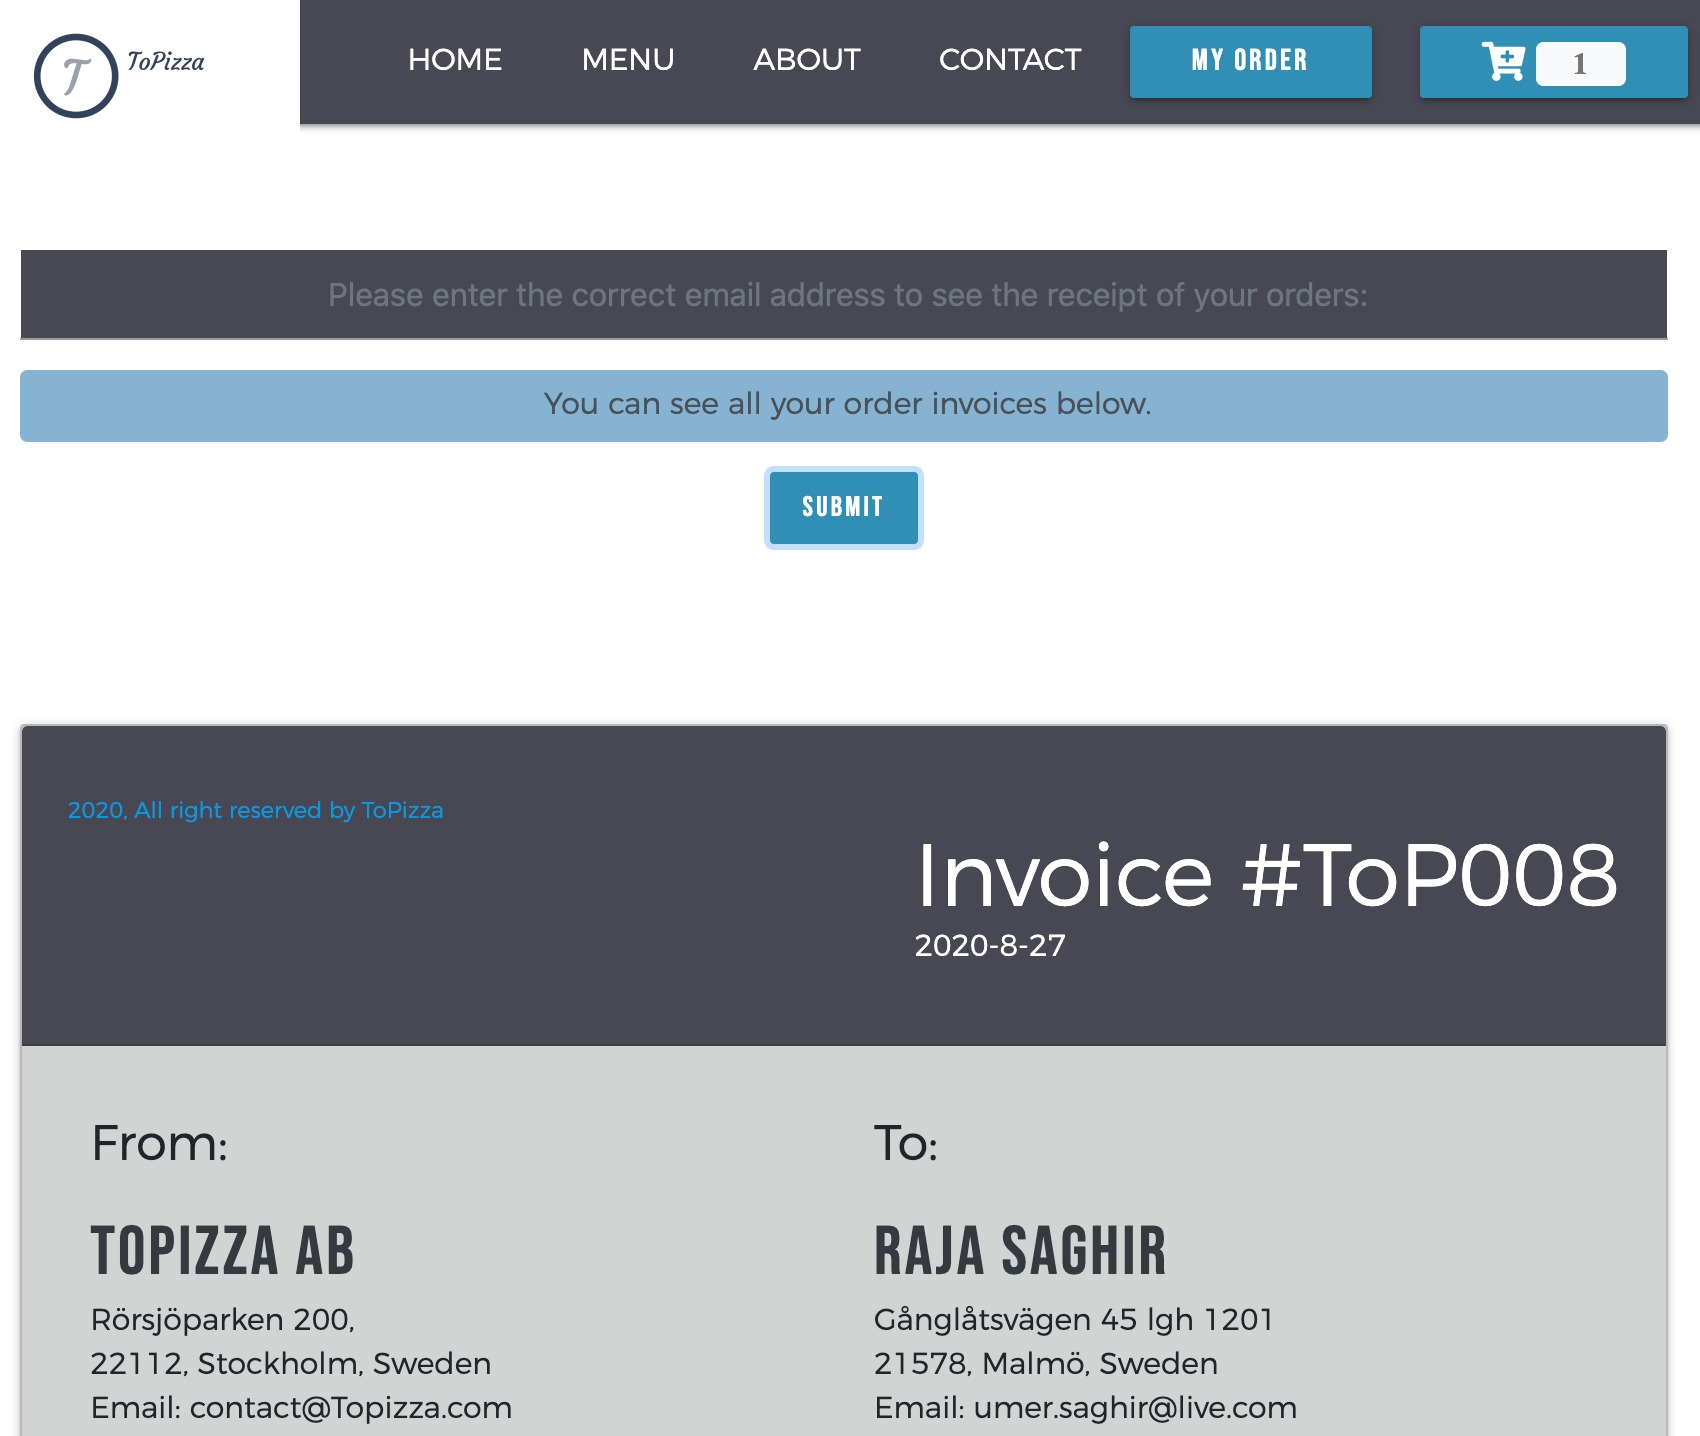 T ToPizza
HOME MENU ABOUT CONTACT MY ORDER 1
Please enter the correct email address to see the receipt of your orders:
You can see all your order invoices below.
SUBMIT
2020, All right reserved by ToPizza
Invoice #ToP008
2020-8-27
From:
TOPIZZA AB
Rörsjöparken 200,
22112, Stockholm, Sweden
Email: contact@Topizza.com
To:
RAJA SAGHIR
Gånglåtsvägen 45 lgh 1201
21578, Malmö, Sweden
Email: umer.saghir@live.com